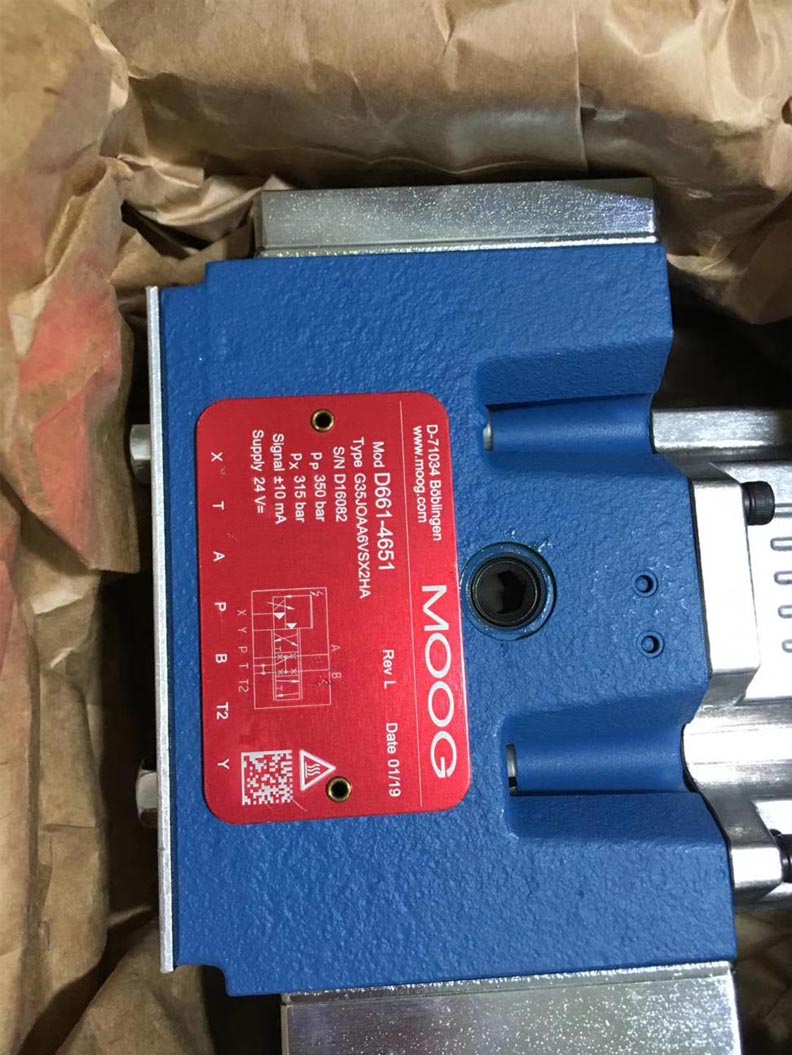 D-71034 Böblingen
www.moog.com
MOOG
Mod D661-4651 Rev L Date 01/19
Type G35JOAA6VSX2HA
S/N D16082
Pp 350 bar
Px 315 bar
Signal ±10 mA
Supply 24 V=
A B
X Y P T T2
X T A P B T2 Y